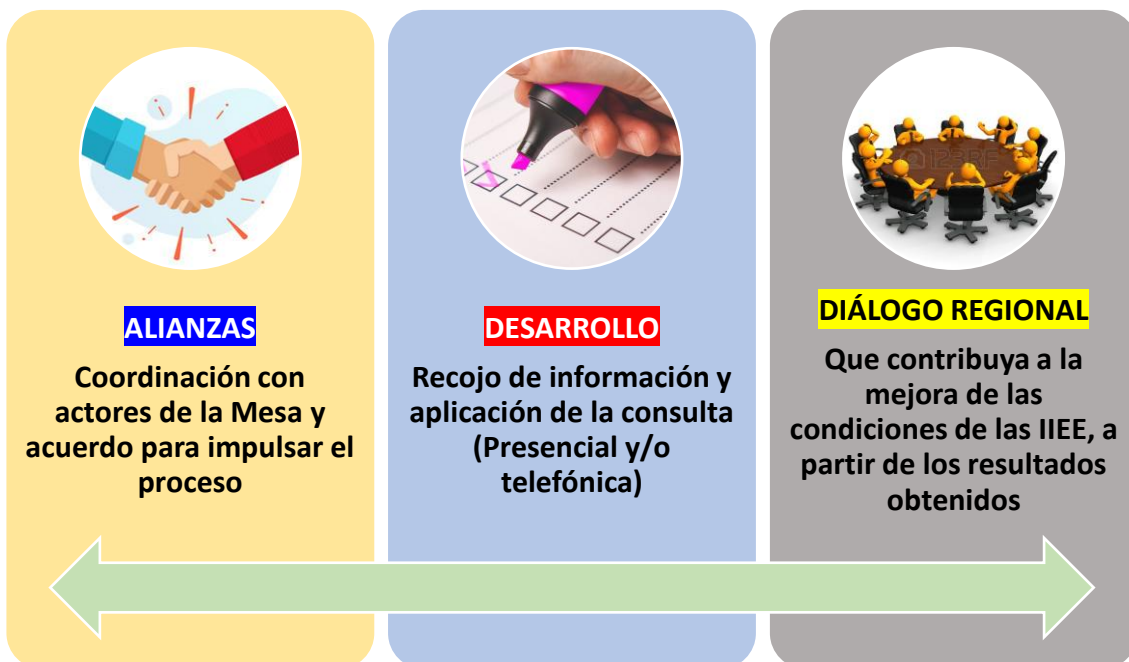 ALIANZAS
Coordinación con
actores de la Mesa y
acuerdo para impulsar el
proceso
DESARROLLO
Recojo de información y
aplicación de la consulta
(Presencial y/o
telefónica)
DIÁLOGO REGIONAL
Que contribuya a la
mejora de las
condiciones de las IIEE, a
partir de los resultados
obtenidos